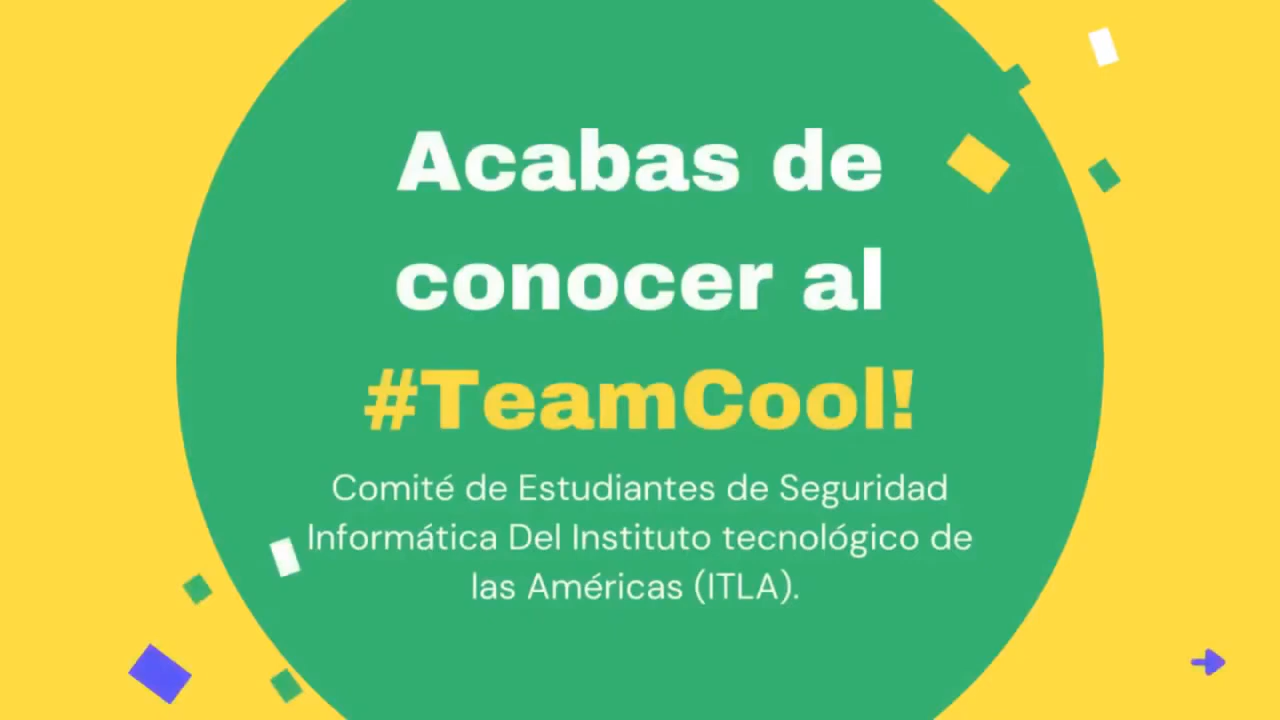 Acabas de
conocer al
#TeamCool!
Comité de Estudiantes de Seguridad
Informática Del Instituto tecnológico de
las Américas (ITLA).